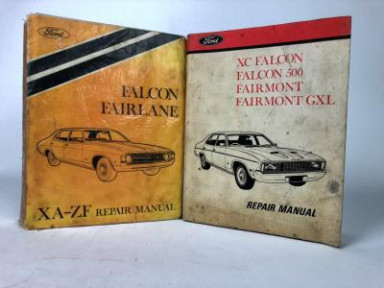 Ford
FALCON
FAIRLANE
XA-ZF REPAIR MANUAL
Ford
XC FALCON
FALCON 500
FAIRMONT
FAIRMONT GXL
REPAIR MANUAL